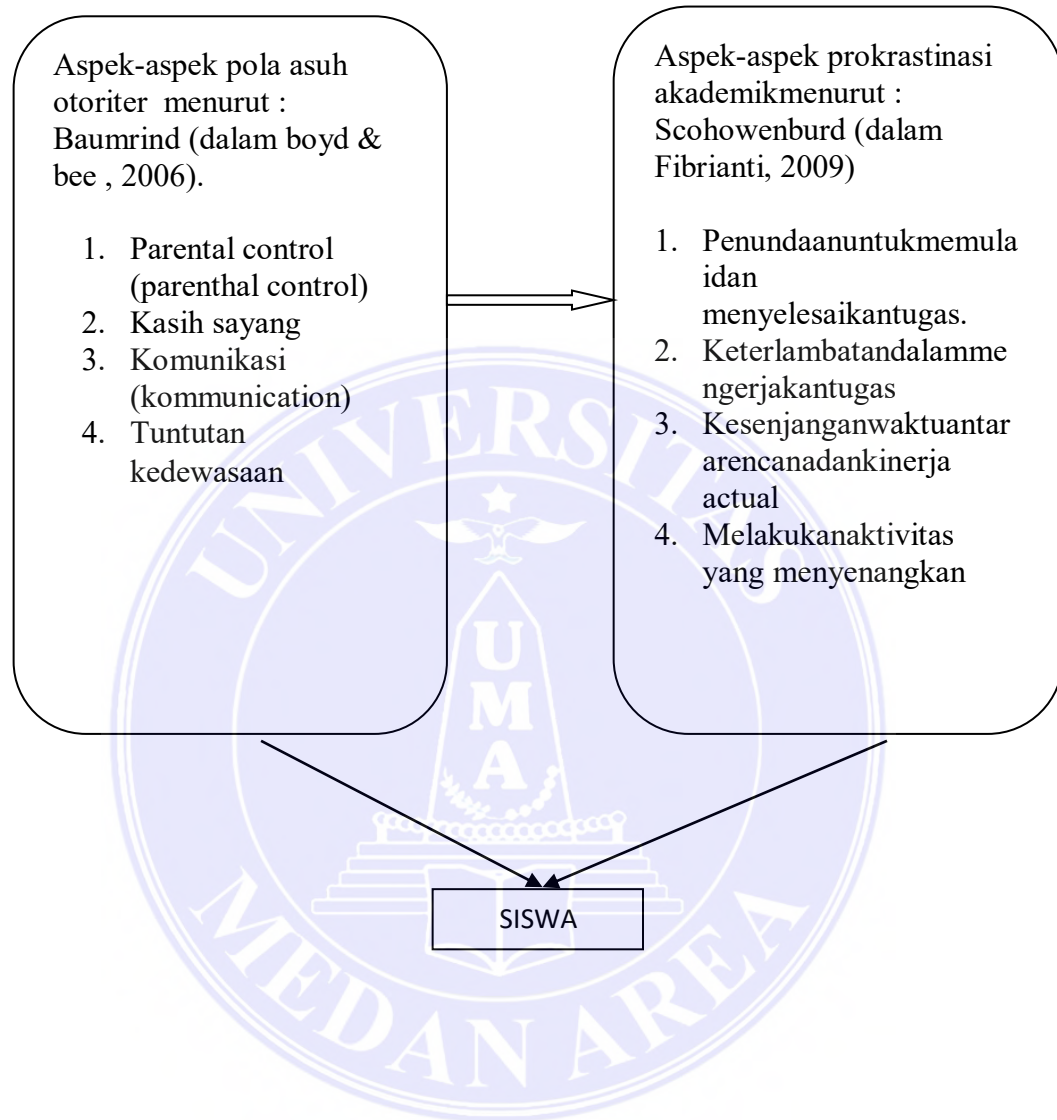 Aspek-aspek pola asuh
otoriter menurut :
Baumrind (dalam boyd &
bee , 2006).
1. Parental control
(parenthal control)
2. Kasih sayang
3. Komunikasi
(kommunication)
4. Tuntutan
kedewasaan
Aspek-aspek prokrastinasi
akademikmenurut :
Scohowenburd (dalam
Fibrianti, 2009)
1. Penundaanuntukmemula
idan
menyelesaikantugas.
2. Keterlambatandalamme
ngerjakantugas
3. Kesenjanganwaktuantar
arencanadankinerja
actual
4. Melakukanaktivitas
yang menyenangkan
SISWA
UNIVERSITAS
UMA
MEDAN AREA